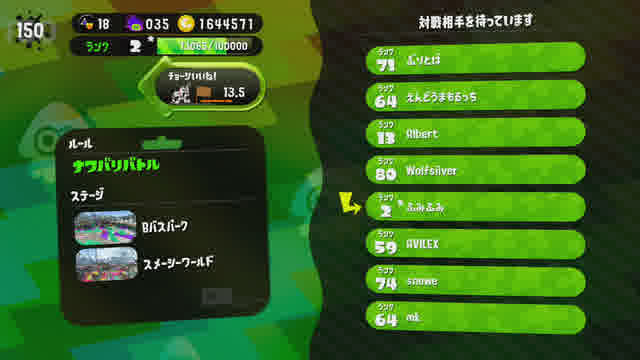 150
18
035
1644571
ランク 2* 13085/100000
チョーシいいね!
13.5
ルール
ナワバリバトル
ステージ
Bバスパーク
スメーシーワールド
対戦相手を待っています
ランク 71 ぷりとば
ランク 64 えんどうまもるっち
ランク 13 Albert
ランク 80 Wolfsilver
ランク 2* ふみふみ
ランク 59 AVILEX
ランク 74 snowe
ランク 64 mk